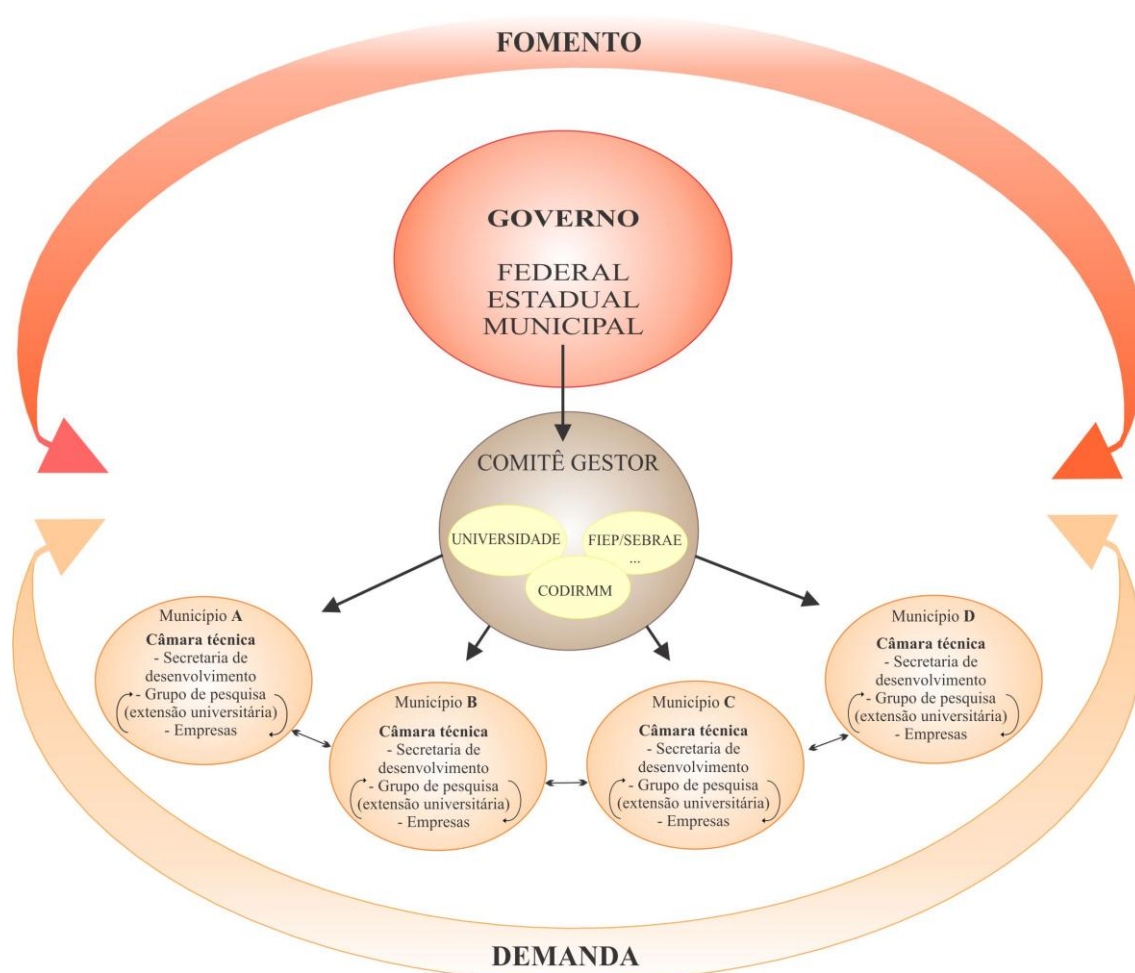 FOMENTO
GOVERNO
FEDERAL
ESTADUAL
MUNICIPAL
COMITÊ GESTOR
UNIVERSIDADE
FIEP/SEBRAE
...
CODIRMM
Município A
Câmara técnica
- Secretaria de
desenvolvimento
- Grupo de pesquisa
(extensão universitária)
- Empresas
Município B
Câmara técnica
- Secretaria de
desenvolvimento
- Grupo de pesquisa
(extensão universitária)
- Empresas
Município C
Câmara técnica
- Secretaria de
desenvolvimento
- Grupo de pesquisa
(extensão universitária)
- Empresas
Município D
Câmara técnica
- Secretaria de
desenvolvimento
- Grupo de pesquisa
(extensão universitária)
- Empresas
DEMANDA